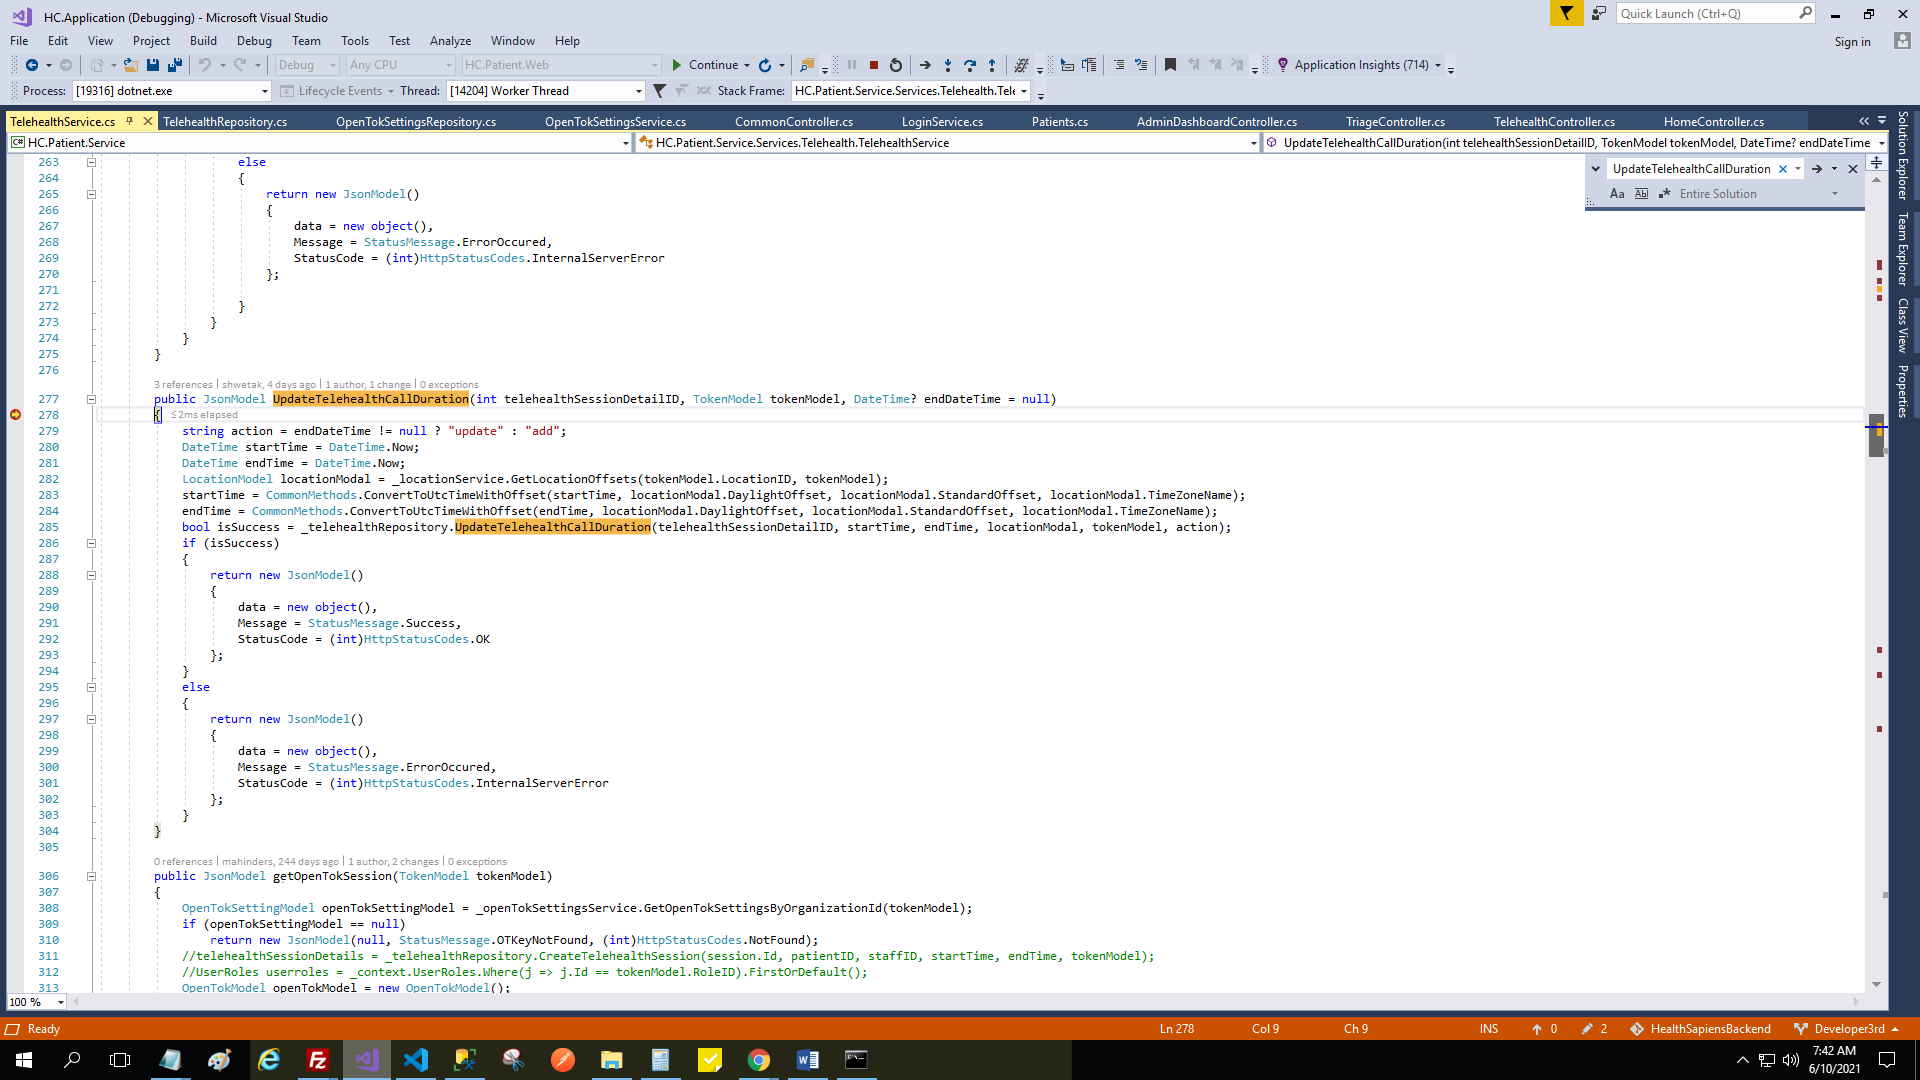 HC.Application (Debugging) - Microsoft Visual Studio
Quick Launch (Ctrl+Q)
File Edit View Project Build Debug Team Tools Test Analyze Window Help
Sign in
Debug Any CPU HC.Patient.Web Continue Application Insights (714)
Process: [19316] dotnet.exe Lifecycle Events Thread: [14204] Worker Thread Stack Frame: HC.Patient.Service.Services.Telehealth.Tele
TelehealthService.cs TelehealthRepository.cs OpenTokSettingsRepository.cs OpenTokSettingsService.cs CommonController.cs LoginService.cs Patients.cs AdminDashboardController.cs TriageController.cs TelehealthController.cs HomeController.cs
HC.Patient.Service HC.Patient.Service.Services.Telehealth.TelehealthService UpdateTelehealthCallDuration(int telehealthSessionDetailID, TokenModel tokenModel, DateTime? endDateTime
UpdateTelehealthCallDuration
Aa Ab Entire Solution
Solution Explorer
Team Explorer
Class View
Properties
263 else
264 {
265 return new JsonModel()
266 {
267 data = new object(),
268 Message = StatusMessage.ErrorOccured,
269 StatusCode = (int)HttpStatusCodes.InternalServerError
270 };
271
272 }
273 }
274 }
275 }
276
3 references | shwetak, 4 days ago | 1 author, 1 change | 0 exceptions
277 public JsonModel UpdateTelehealthCallDuration(int telehealthSessionDetailID, TokenModel tokenModel, DateTime? endDateTime = null)
278 { ≤2ms elapsed
279 string action = endDateTime != null ? "update" : "add";
280 DateTime startTime = DateTime.Now;
281 DateTime endTime = DateTime.Now;
282 LocationModel locationModal = _locationService.GetLocationOffsets(tokenModel.LocationID, tokenModel);
283 startTime = CommonMethods.ConvertToUtcTimeWithOffset(startTime, locationModal.DaylightOffset, locationModal.StandardOffset, locationModal.TimeZoneName);
284 endTime = CommonMethods.ConvertToUtcTimeWithOffset(endTime, locationModal.DaylightOffset, locationModal.StandardOffset, locationModal.TimeZoneName);
285 bool isSuccess = _telehealthRepository.UpdateTelehealthCallDuration(telehealthSessionDetailID, startTime, endTime, locationModal, tokenModel, action);
286 if (isSuccess)
287 {
288 return new JsonModel()
289 {
290 data = new object(),
291 Message = StatusMessage.Success,
292 StatusCode = (int)HttpStatusCodes.OK
293 };
294 }
295 else
296 {
297 return new JsonModel()
298 {
299 data = new object(),
300 Message = StatusMessage.ErrorOccured,
301 StatusCode = (int)HttpStatusCodes.InternalServerError
302 };
303 }
304 }
305
0 references | mahinders, 244 days ago | 1 author, 2 changes | 0 exceptions
306 public JsonModel getOpenTokSession(TokenModel tokenModel)
307 {
308 OpenTokSettingModel openTokSettingModel = _openTokSettingsService.GetOpenTokSettingsByOrganizationId(tokenModel);
309 if (openTokSettingModel == null)
310 return new JsonModel(null, StatusMessage.OTKeyNotFound, (int)HttpStatusCodes.NotFound);
311 //telehealthSessionDetails = _telehealthRepository.CreateTelehealthSession(session.Id, patientID, staffID, startTime, endTime, tokenModel);
312 //UserRoles userroles = _context.UserRoles.Where(j => j.Id == tokenModel.RoleID).FirstOrDefault();
313 OpenTokModel openTokModel = new OpenTokModel();
100 %
Ready Ln 278 Col 9 Ch 9 INS 0 2 HealthSapiensBackend Developer3rd
7:42 AM
6/10/2021